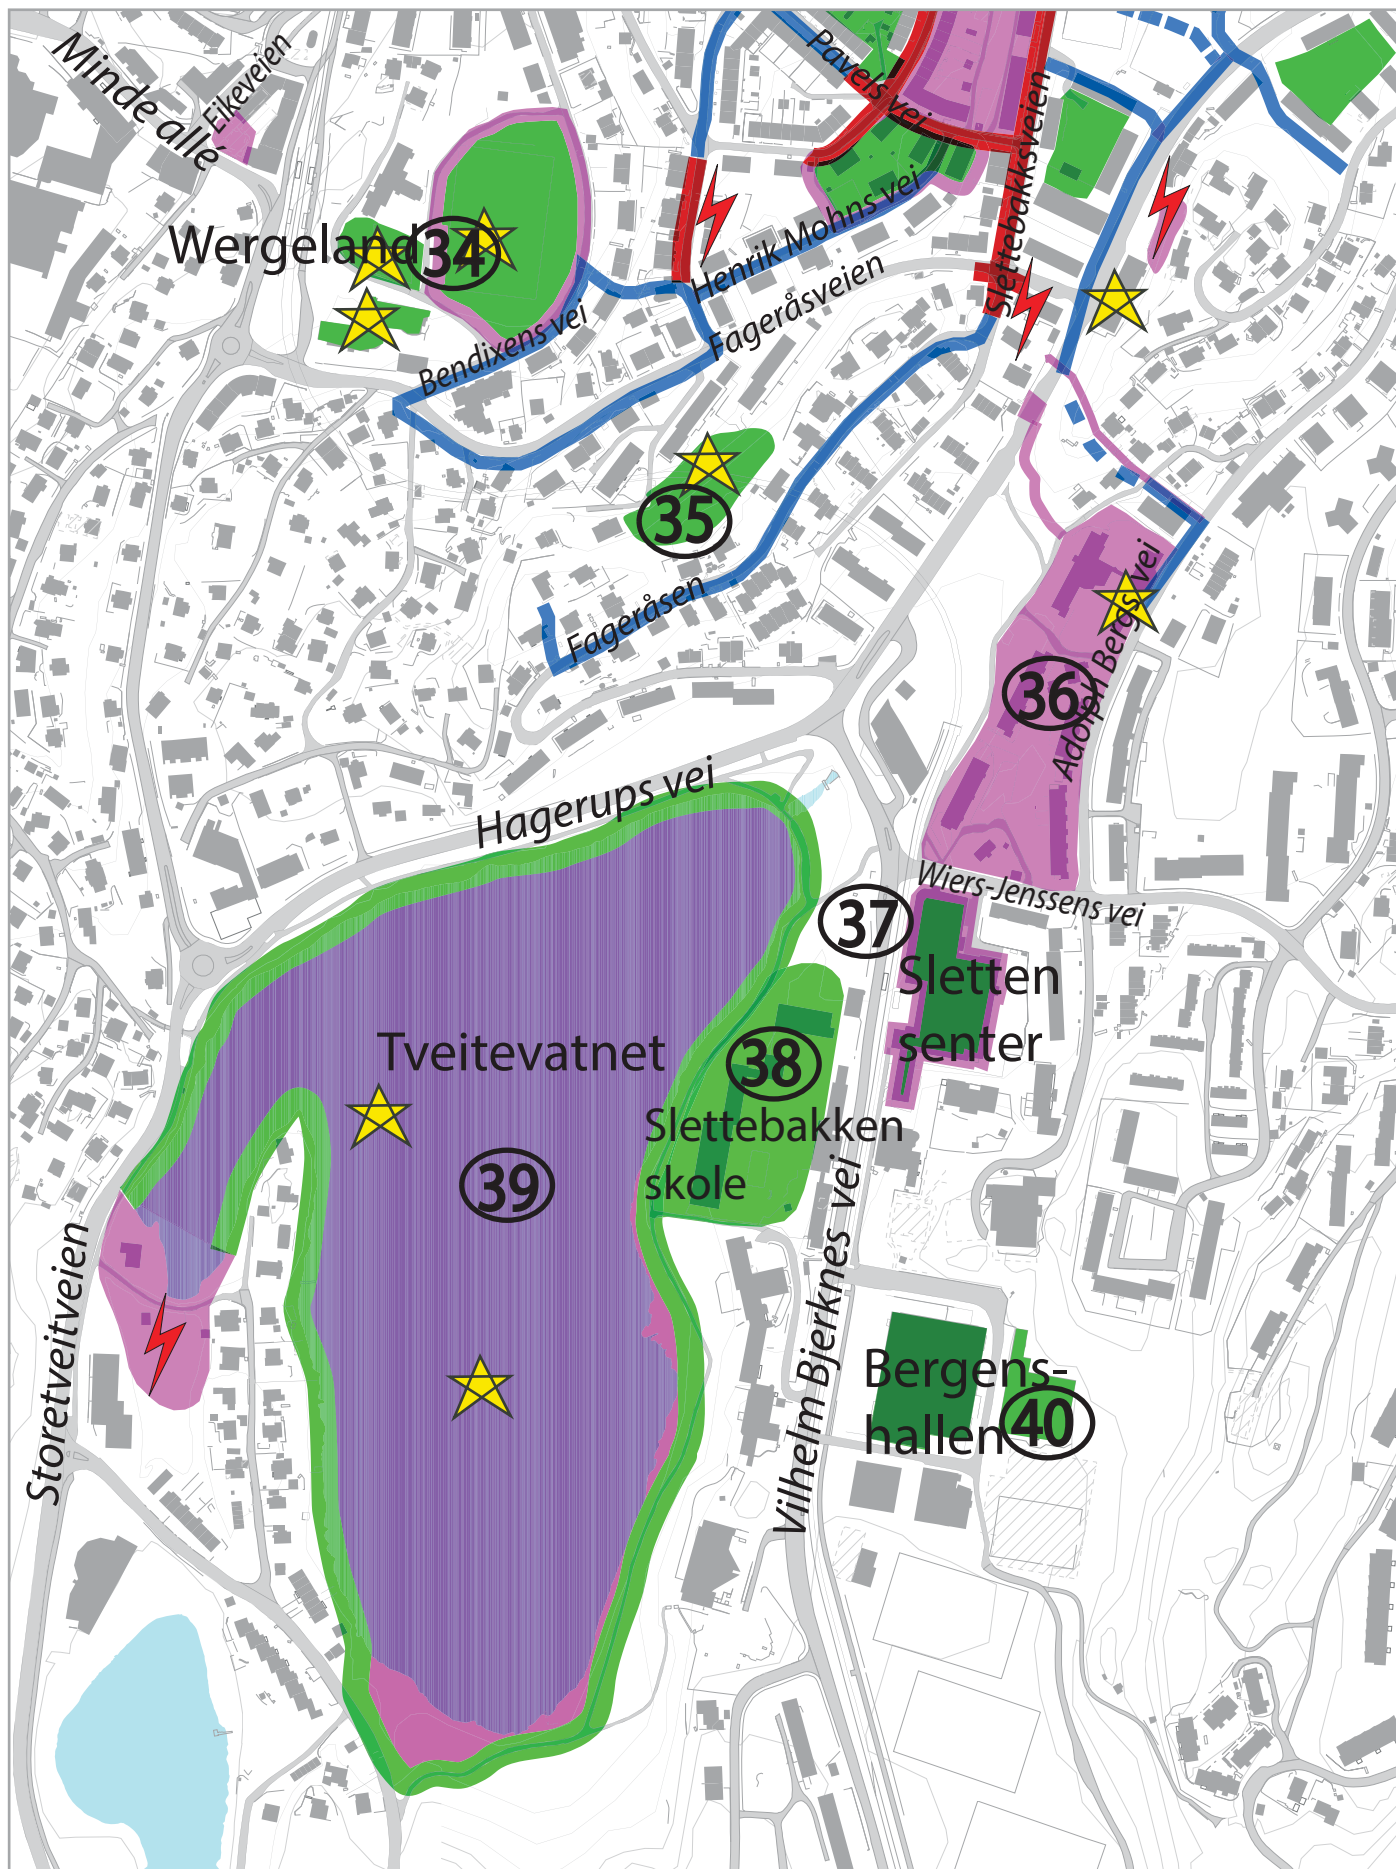 Minde allé
Eikeveien
Pavels vei
Slettebakksveien
Wergeland
34
Henrik Mohns vei
Fageråsveien
Bendixens vei
35
Fageråsen
Adolph Bergs vei
36
Hagerups vei
Wiers-Jenssens vei
37
Sletten
senter
Tveitevatnet
38
Slettebakken
skole
39
Storetveitveien
Vilhelm Bjerknes vei
Bergens-
hallen
40